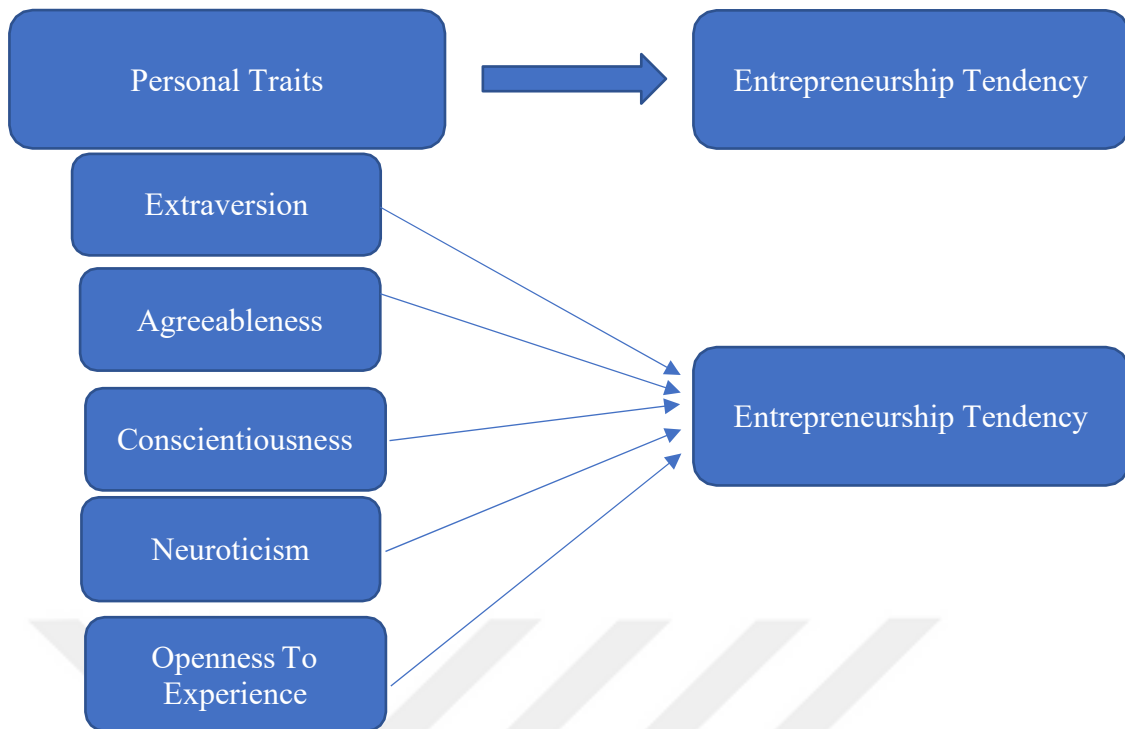 Personal Traits
Entrepreneurship Tendency
Extraversion
Agreeableness
Conscientiousness
Entrepreneurship Tendency
Neuroticism
Openness To
Experience